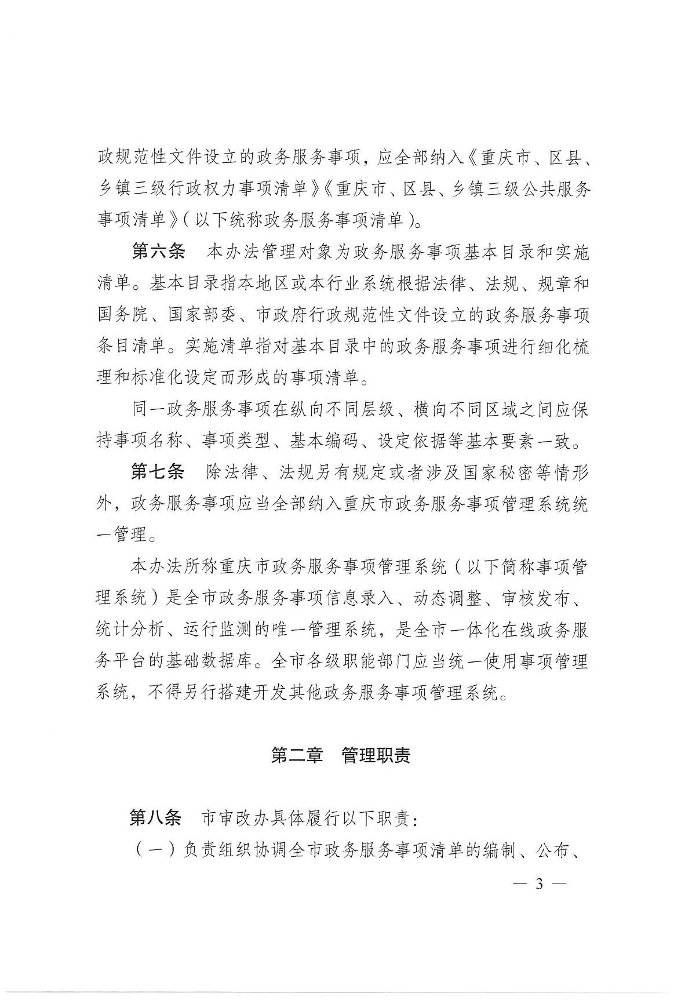 政规范性文件设立的政务服务事项，应全部纳入《重庆市、区县、
乡镇三级行政权力事项清单》《重庆市、区县、乡镇三级公共服务
事项清单》（以下统称政务服务事项清单）。
第六条　本办法管理对象为政务服务事项基本目录和实施
清单。基本目录指本地区或本行业系统根据法律、法规、规章和
国务院、国家部委、市政府行政规范性文件设立的政务服务事项
条目清单。实施清单指对基本目录中的政务服务事项进行细化梳
理和标准化设定而形成的事项清单。
同一政务服务事项在纵向不同层级、横向不同区域之间应保
持事项名称、事项类型、基本编码、设定依据等基本要素一致。
第七条　除法律、法规另有规定或者涉及国家秘密等情形
外，政务服务事项应当全部纳入重庆市政务服务事项管理系统统
一管理。
本办法所称重庆市政务服务事项管理系统（以下简称事项管
理系统）是全市政务服务事项信息录入、动态调整、审核发布、
统计分析、运行监测的唯一管理系统，是全市一体化在线政务服
务平台的基础数据库。全市各级职能部门应当统一使用事项管理
系统，不得另行搭建开发其他政务服务事项管理系统。
第二章　管理职责
第八条　市审改办具体履行以下职责：
（一）负责组织协调全市政务服务事项清单的编制、公布、
— 3 —